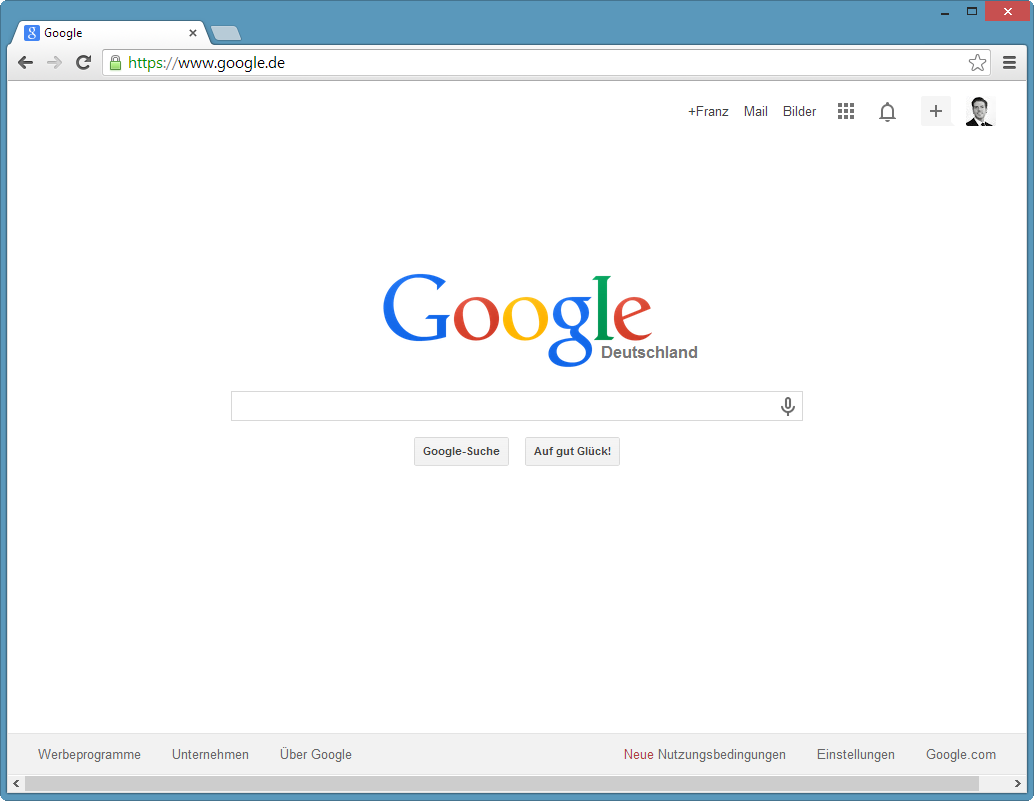 Google
https://www.google.de
+Franz Mail Bilder
Google
Deutschland
Google-Suche Auf gut Glück!
Werbeprogramme Unternehmen Über Google Neue Nutzungsbedingungen Einstellungen Google.com